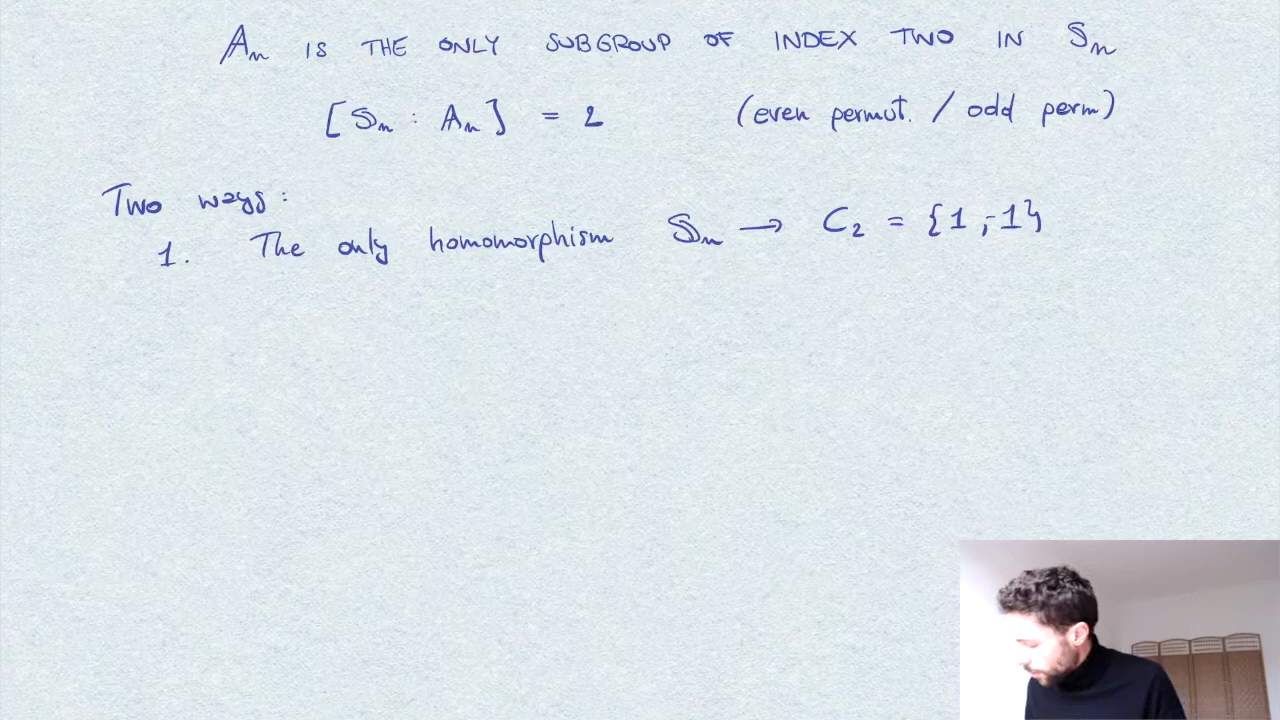 An IS THE ONLY SUBGROUP OF INDEX TWO IN Sn
[Sn : An] = 2 (even permut. / odd perm)
Two ways:
1. The only homomorphism Sn → C2 = {1, -1}